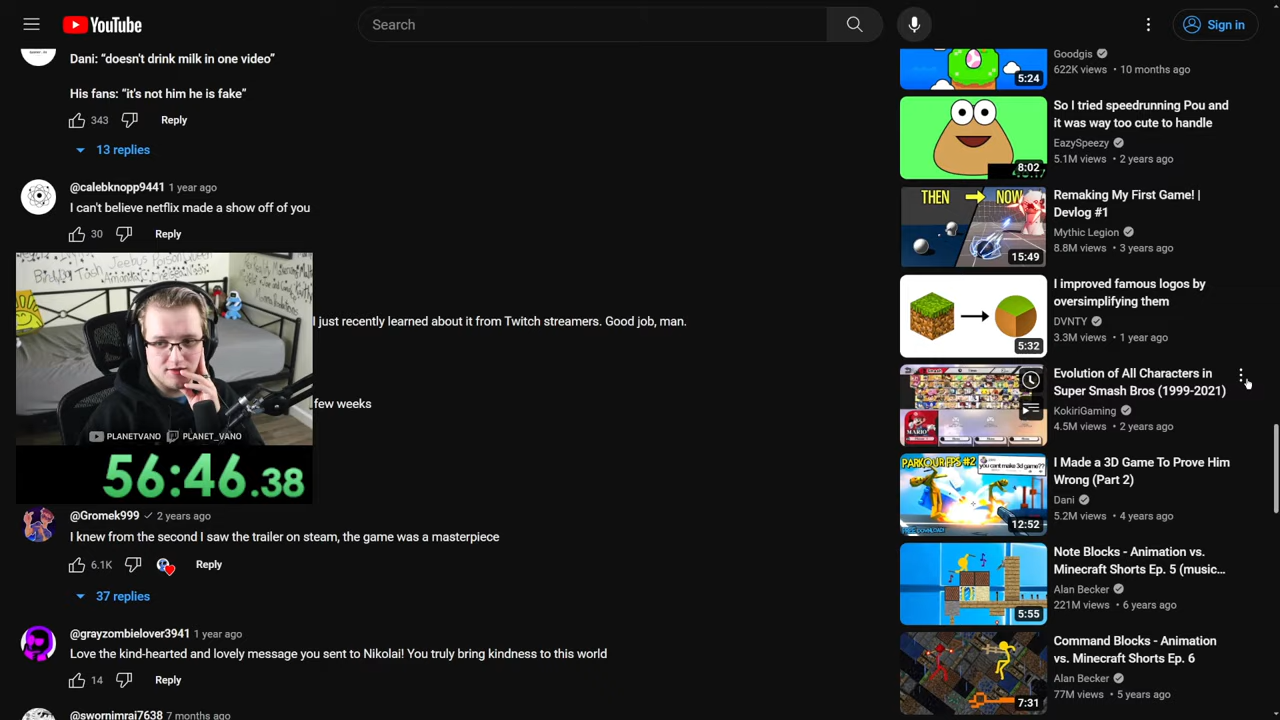 YouTube
Search
Sign in
Dani: “doesn't drink milk in one video”
His fans: “it's not him he is fake”
343
Reply
13 replies
@calebknopp9441 1 year ago
I can't believe netflix made a show off of you
30
Reply
I just recently learned about it from Twitch streamers. Good job, man.
few weeks
PLANETVANO PLANET_VANO
56:46.38
@Gromek999 2 years ago
I knew from the second I saw the trailer on steam, the game was a masterpiece
6.1K
Reply
37 replies
@grayzombielover3941 1 year ago
Love the kind-hearted and lovely message you sent to Nikolai! You truly bring kindness to this world
14
Reply
@swornimrai7638 7 months ago
5:24
Goodgis
622K views • 10 months ago
8:02
So I tried speedrunning Pou and
it was way too cute to handle
EazySpeezy
5.1M views • 2 years ago
THEN NOW
15:49
Remaking My First Game! |
Devlog #1
Mythic Legion
8.8M views • 3 years ago
5:32
I improved famous logos by
oversimplifying them
DVNTY
3.3M views • 1 year ago
Evolution of All Characters in
Super Smash Bros (1999-2021)
KokiriGaming
4.5M views • 2 years ago
PARKOUR FPS #2
you cant make 3d game??
12:52
I Made a 3D Game To Prove Him
Wrong (Part 2)
Dani
5.2M views • 4 years ago
5:55
Note Blocks - Animation vs.
Minecraft Shorts Ep. 5 (music...
Alan Becker
221M views • 6 years ago
7:31
Command Blocks - Animation
vs. Minecraft Shorts Ep. 6
Alan Becker
77M views • 5 years ago